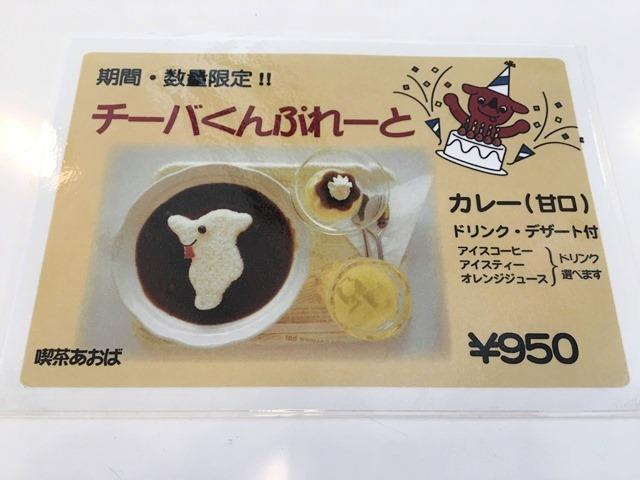 期間・数量限定!!
チーバくんぷれーと
カレー(甘口)
ドリンク・デザート付
アイスコーヒー
アイスティー
オレンジジュース
ドリンク
選べます
¥950
喫茶あおば